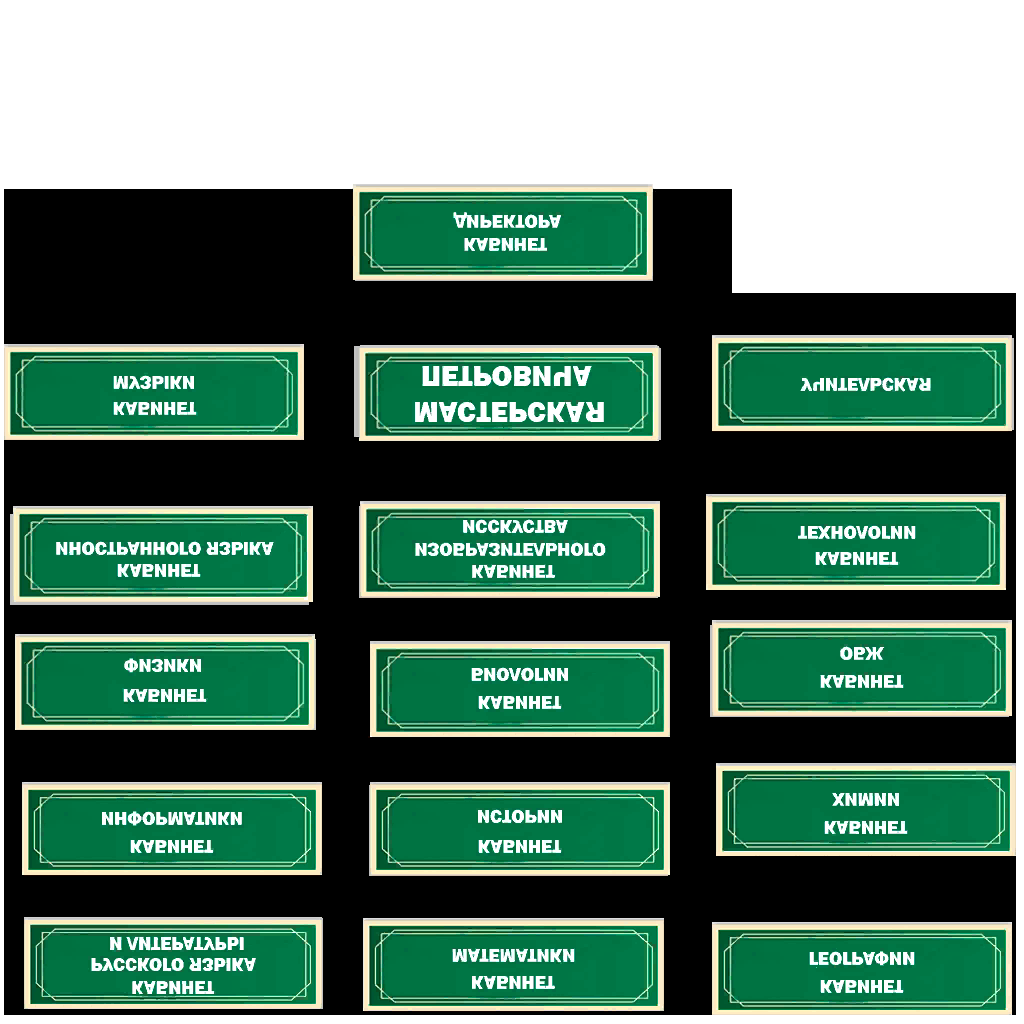 КАБИНЕТ
РУССКОГО ЯЗЫКА
И ЛИТЕРАТУРЫ
КАБИНЕТ
МАТЕМАТИКИ
КАБИНЕТ
ГЕОГРАФИИ
КАБИНЕТ
ИНФОРМАТИКИ
КАБИНЕТ
ИСТОРИИ
КАБИНЕТ
ХИМИИ
КАБИНЕТ
ФИЗИКИ
КАБИНЕТ
БИОЛОГИИ
КАБИНЕТ
ОБЖ
КАБИНЕТ
ИНОСТРАННОГО ЯЗЫКА
КАБИНЕТ
ИЗОБРАЗИТЕЛЬНОГО
ИССКУСТВА
КАБИНЕТ
ТЕХНОЛОГИИ
КАБИНЕТ
МУЗЫКИ
МАСТЕРСКАЯ
ПЕТРОВИЧА
УЧИТЕЛЬСКАЯ
КАБИНЕТ
ДИРЕКТОРА